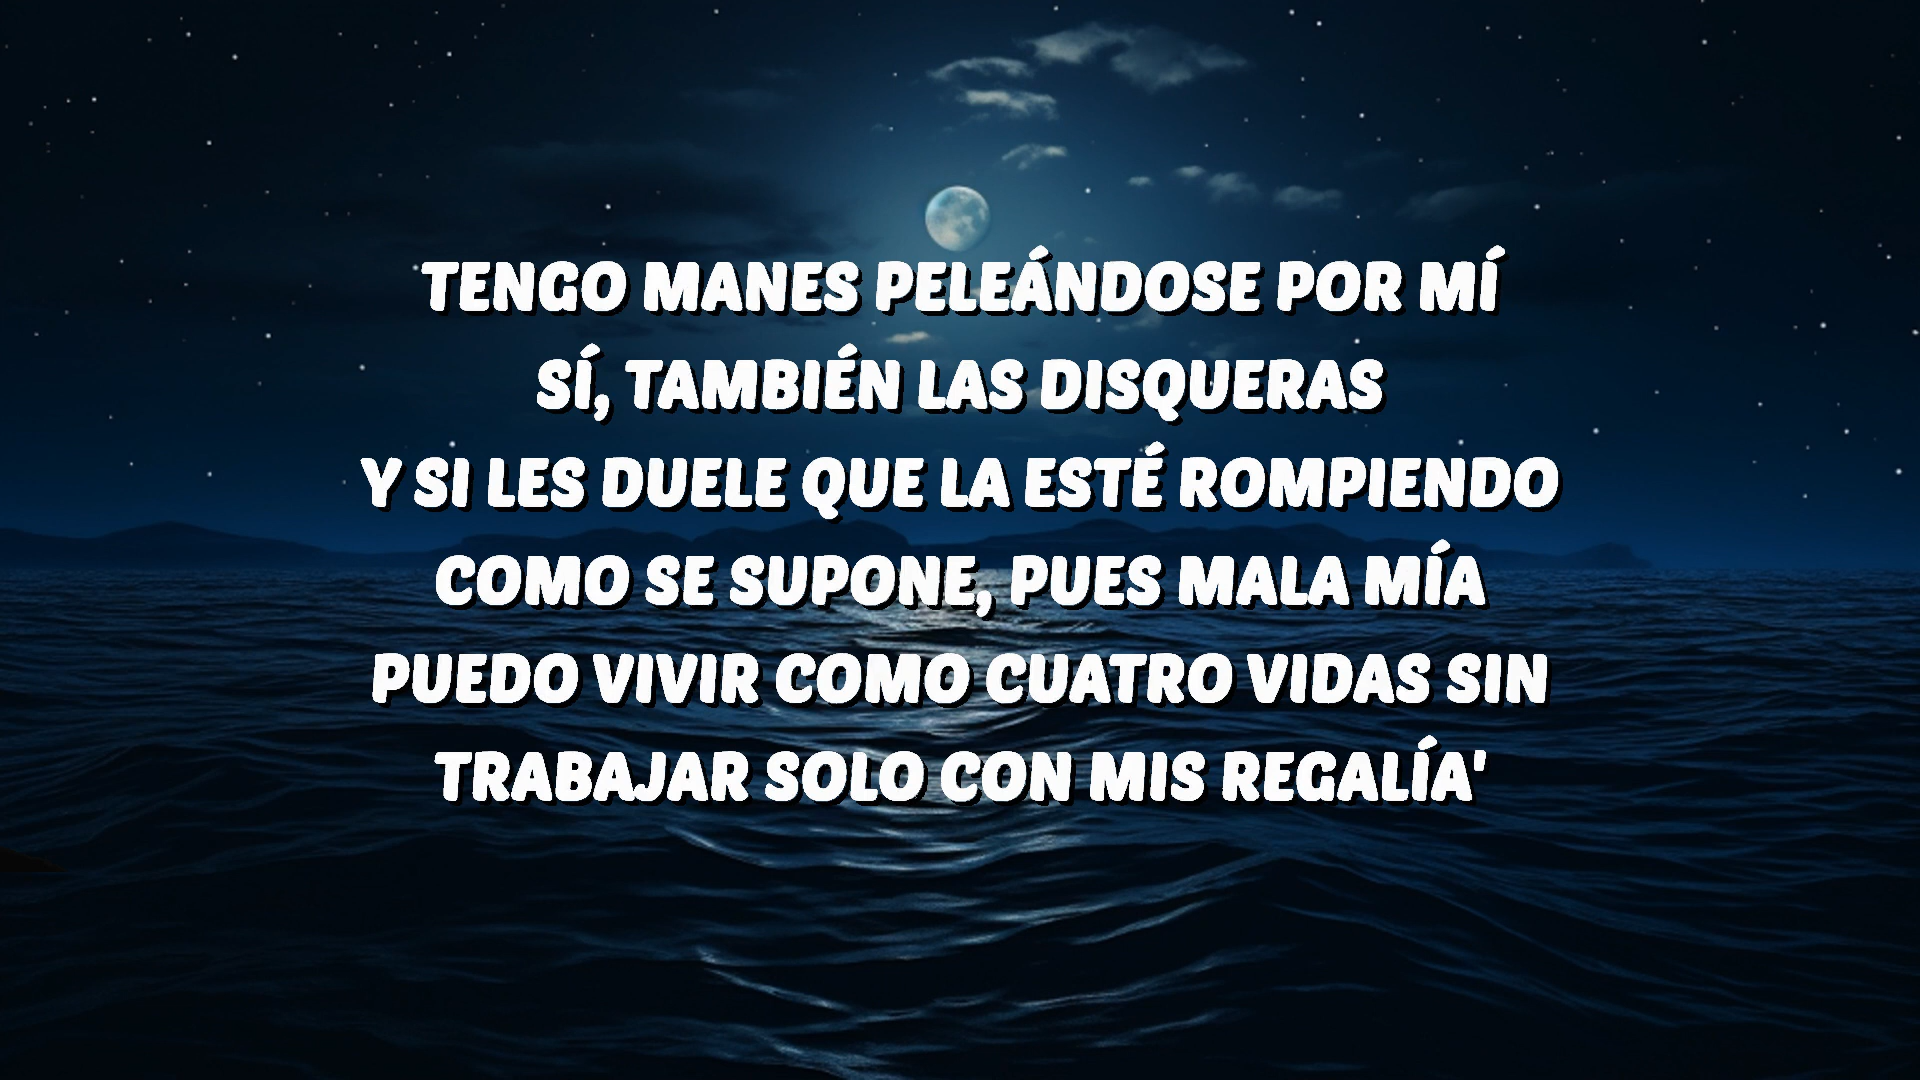 TENGO MANES PELEÁNDOSE POR MÍ
SÍ, TAMBIÉN LAS DISQUERAS
Y SI LES DUELE QUE LA ESTÉ ROMPIENDO
COMO SE SUPONE, PUES MALA MÍA
PUEDO VIVIR COMO CUATRO VIDAS SIN
TRABAJAR SOLO CON MIS REGALÍA'